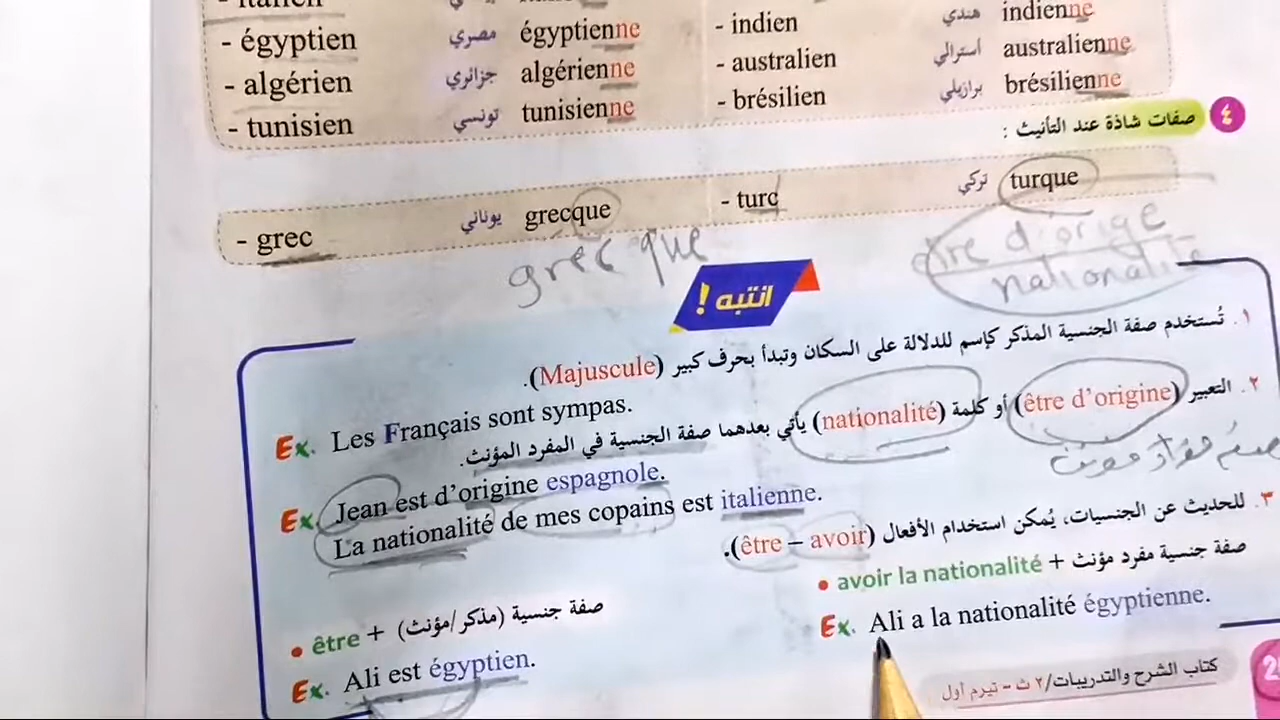 - italien
- égyptien مصري égyptienne - indien هندي indienne
- algérien جزائري algérienne - australien أسترالي australienne
- tunisien تونسي tunisienne - brésilien برازيلي brésilienne
٤ صفات شاذة عند التأنيث :
- grec يوناني grecque - turc تركي turque
grecque
être d'orige
nationalité
انتبه !
١. تُستخدم صفة الجنسية المذكر كإسم للدلالة على السكان وتبدأ بحرف كبير (Majuscule).
Ex. Les Français sont sympas.
٢. التعبير (être d'origine) أو كلمة (nationalité) يأتي بعدهما صفة الجنسية في المفرد المؤنث.
Ex. Jean est d'origine espagnole.
La nationalité de mes copains est italienne.
٣. للحديث عن الجنسيات، يُمكن استخدام الأفعال (être – avoir).
• avoir la nationalité + صفة جنسية مفرد مؤنث
Ex. Ali a la nationalité égyptienne.
• être + صفة جنسية (مذكر/مؤنث)
Ex. Ali est égyptien.
كتاب الشرح والتدريبات/٢ ث – تيرم أول